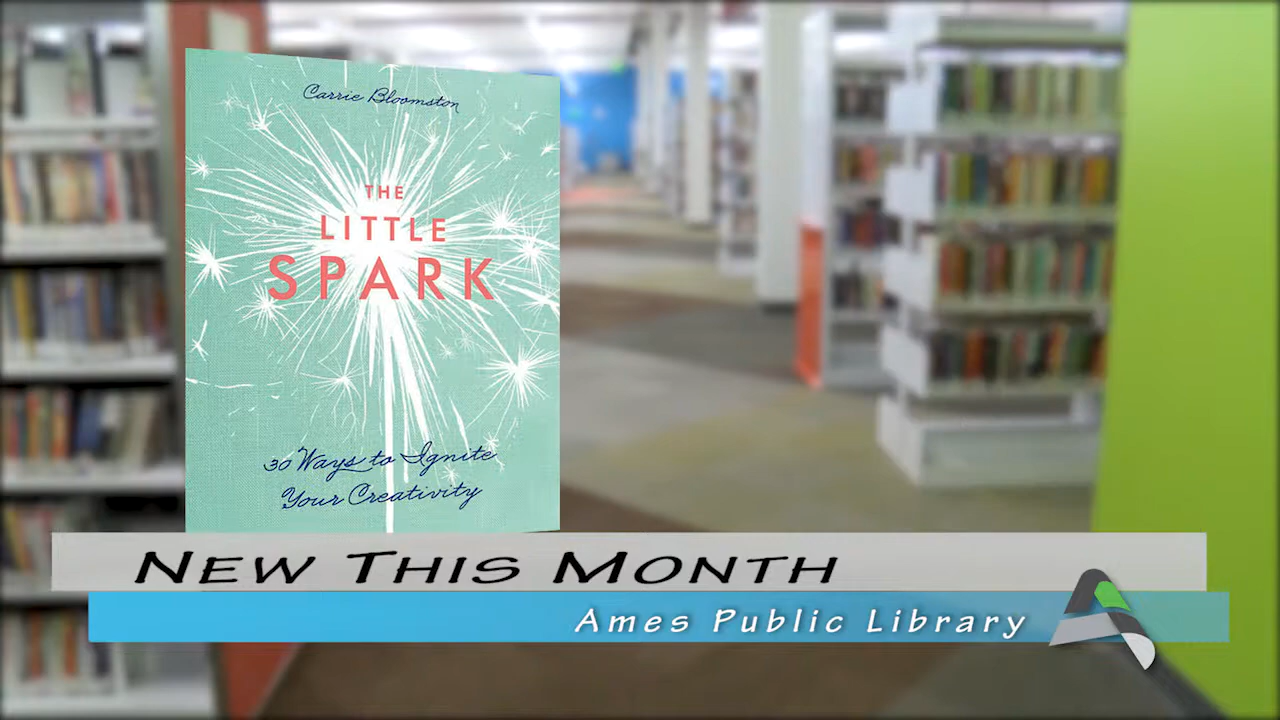 Carrie Bloomston
THE
LITTLE
SPARK
30 Ways to Ignite
Your Creativity
NEW THIS MONTH
Ames Public Library